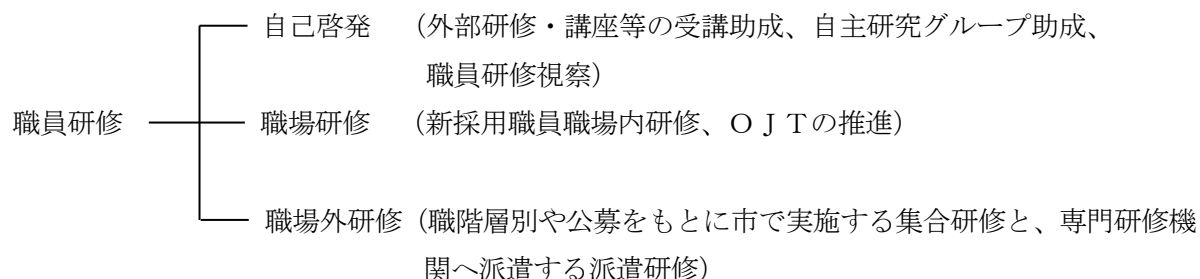 自己啓発 （外部研修・講座等の受講助成、自主研究グループ助成、
職員研修視察）
職員研修 職場研修 （新採用職員職場内研修、ＯＪＴの推進）
職場外研修（職階層別や公募をもとに市で実施する集合研修と、専門研修機
関へ派遣する派遣研修）